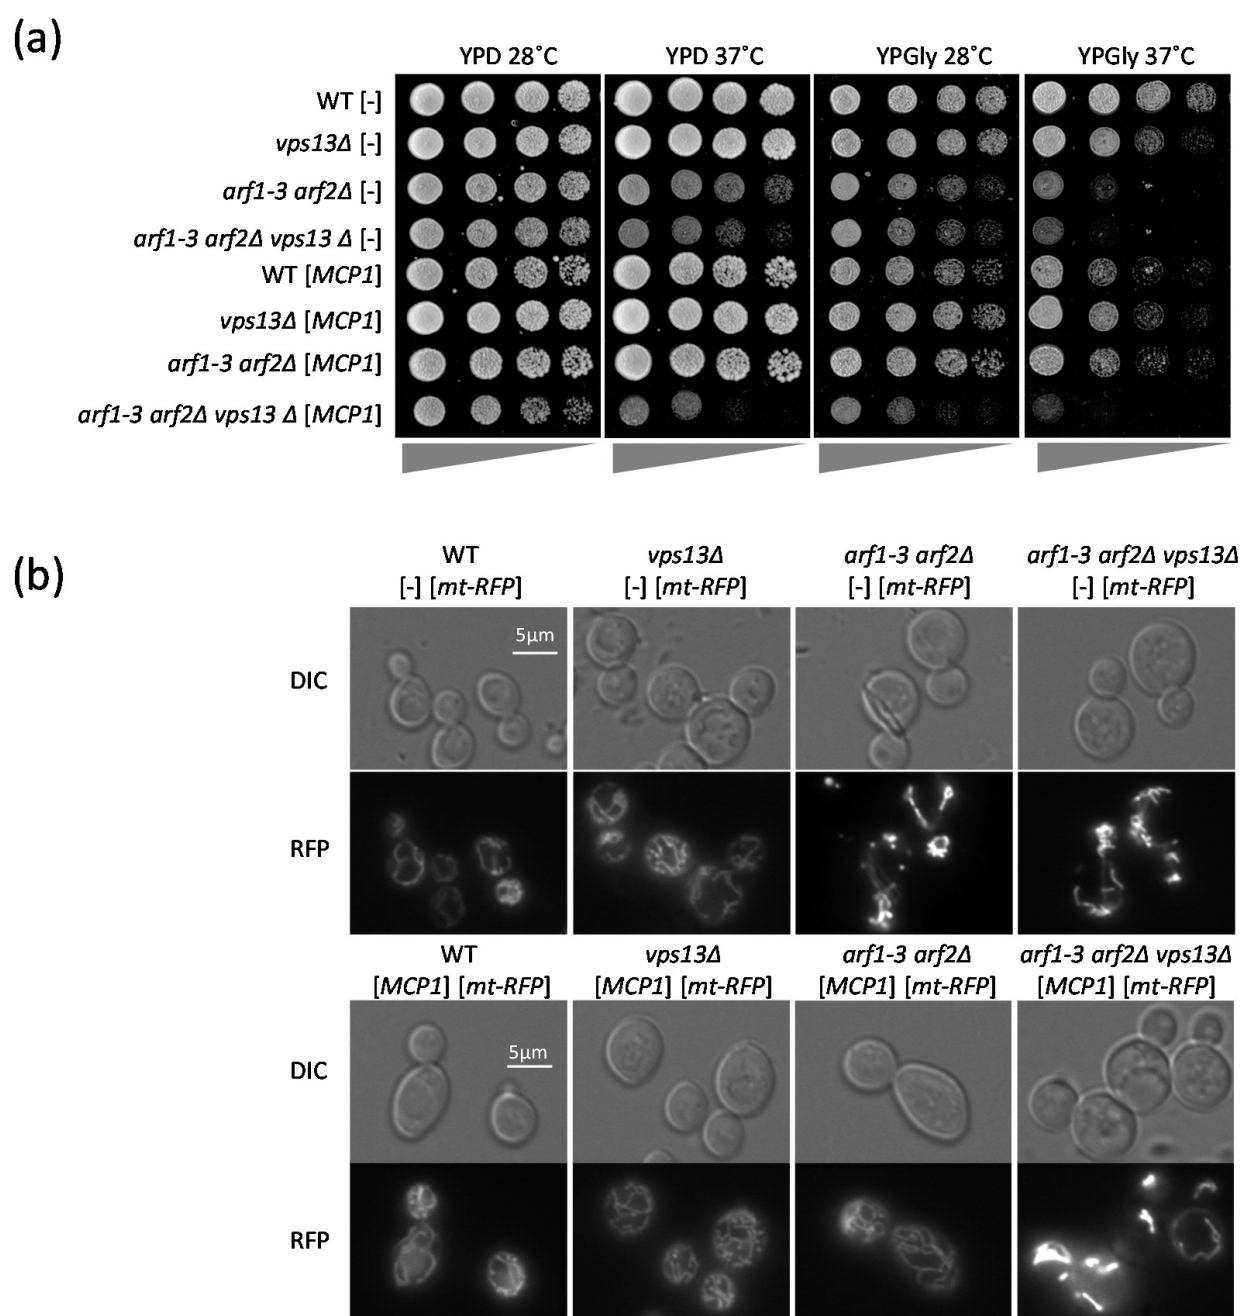 (a)
YPD 28˚C YPD 37˚C YPGly 28˚C YPGly 37˚C
WT [-]
vps13Δ [-]
arf1-3 arf2Δ [-]
arf1-3 arf2Δ vps13 Δ [-]
WT [MCP1]
vps13Δ [MCP1]
arf1-3 arf2Δ [MCP1]
arf1-3 arf2Δ vps13 Δ [MCP1]
(b)
WT vps13Δ arf1-3 arf2Δ arf1-3 arf2Δ vps13Δ
[-] [mt-RFP] [-] [mt-RFP] [-] [mt-RFP] [-] [mt-RFP]
5μm
DIC
RFP
WT vps13Δ arf1-3 arf2Δ arf1-3 arf2Δ vps13Δ
[MCP1] [mt-RFP] [MCP1] [mt-RFP] [MCP1] [mt-RFP] [MCP1] [mt-RFP]
5μm
DIC
RFP